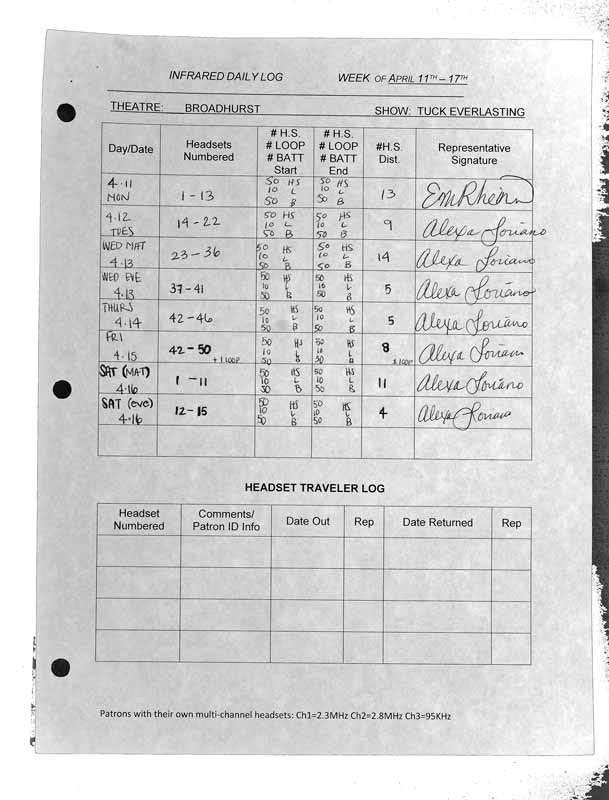 INFRARED DAILY LOG WEEK OF APRIL 11TH – 17TH
THEATRE: BROADHURST SHOW: TUCK EVERLASTING
Day/Date Headsets Numbered # H.S. # LOOP # BATT Start # H.S. # LOOP # BATT End #H.S. Dist. Representative Signature
4.11 MON 1-13 50 HS 10 L 50 B 50 HS 10 L 50 B 13 EmRhein
4.12 TUES 14-22 50 HS 10 L 50 B 50 HS 10 L 50 B 9 Alexa Soriano
WED MAT 4.13 23-36 50 HS 10 L 50 B 50 HS 10 L 50 B 14 Alexa Soriano
WED EVE 4.13 37-41 50 HS 10 L 50 B 50 HS 10 L 50 B 5 Alexa Soriano
THURS 4.14 42-46 50 HS 10 L 50 B 50 HS 10 L 50 B 5 Alexa Soriano
FRI 4.15 42-50 +1 LOOP 50 HS 10 L 50 B 50 HS 10 L 50 B 8 1 LOOP Alexa Soriano
SAT (MAT) 4.16 1-11 50 HS 10 L 50 B 50 HS 10 L 50 B 11 Alexa Soriano
SAT (eve) 4.16 12-15 50 HS 10 L 50 B 50 HS 10 L 50 B 4 Alexa Soriano
HEADSET TRAVELER LOG
Headset Numbered Comments/ Patron ID Info Date Out Rep Date Returned Rep
Patrons with their own multi-channel headsets: Ch1=2.3MHz Ch2=2.8MHz Ch3=95KHz